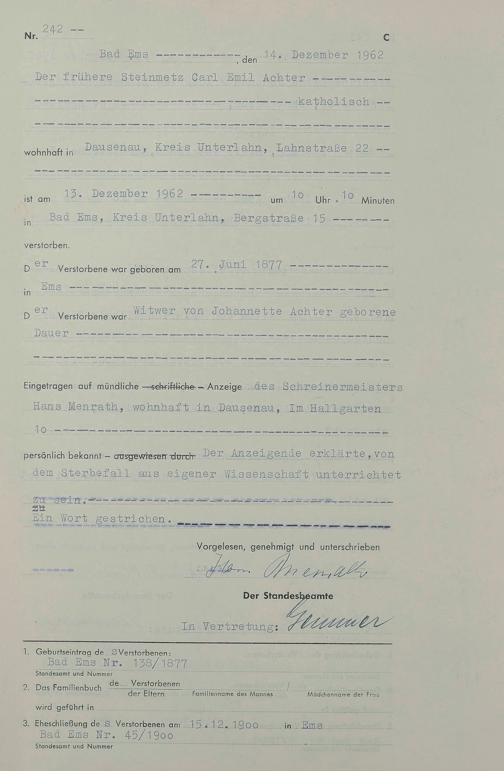 Nr. 242 --
C
Bad Ems ------------, den 14. Dezember 1962
Der frühere Steinmetz Carl Emil Achter ----------
---------------------------------- katholisch --
wohnhaft in Dausenau, Kreis Unterlahn, Lahnstraße 22 --
ist am 13. Dezember 1962 ---------- um 10 Uhr 10 Minuten
in Bad Ems, Kreis Unterlahn, Bergstraße 15 -------
verstorben.
Der Verstorbene war geboren am 27. Juni 1877 --------------
in Ems
Der Verstorbene war Witwer von Johannette Achter geborene
Dauer
Eingetragen auf mündliche – schriftliche – Anzeige des Schreinermeisters
Hans Menrath, wohnhaft in Dausenau, Im Hallgarten
10
persönlich bekannt – ausgewiesen durch Der Anzeigende erklärte, von
dem Sterbefall aus eigener Wissenschaft unterrichtet
zu sein.
zu
Ein Wort gestrichen.
Vorgelesen, genehmigt und unterschrieben
Menrath
Der Standesbeamte
In Vertretung:
1. Geburtseintrag des Verstorbenen:
Bad Ems Nr. 138/1877
Standesamt und Nummer
2. Das Familienbuch de Verstorbenen
der Eltern Familienname des Mannes / Mädchenname der Frau
wird geführt in
3. Eheschließung des Verstorbenen am 15.12.1900 in Ems
Bad Ems Nr. 45/1900
Standesamt und Nummer